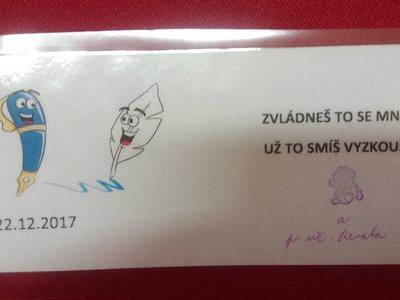 ZVLÁDNEŠ TO SE MN
UŽ TO SMÍŠ VYZKOU
22.12.2017
a
p. uč. Renata